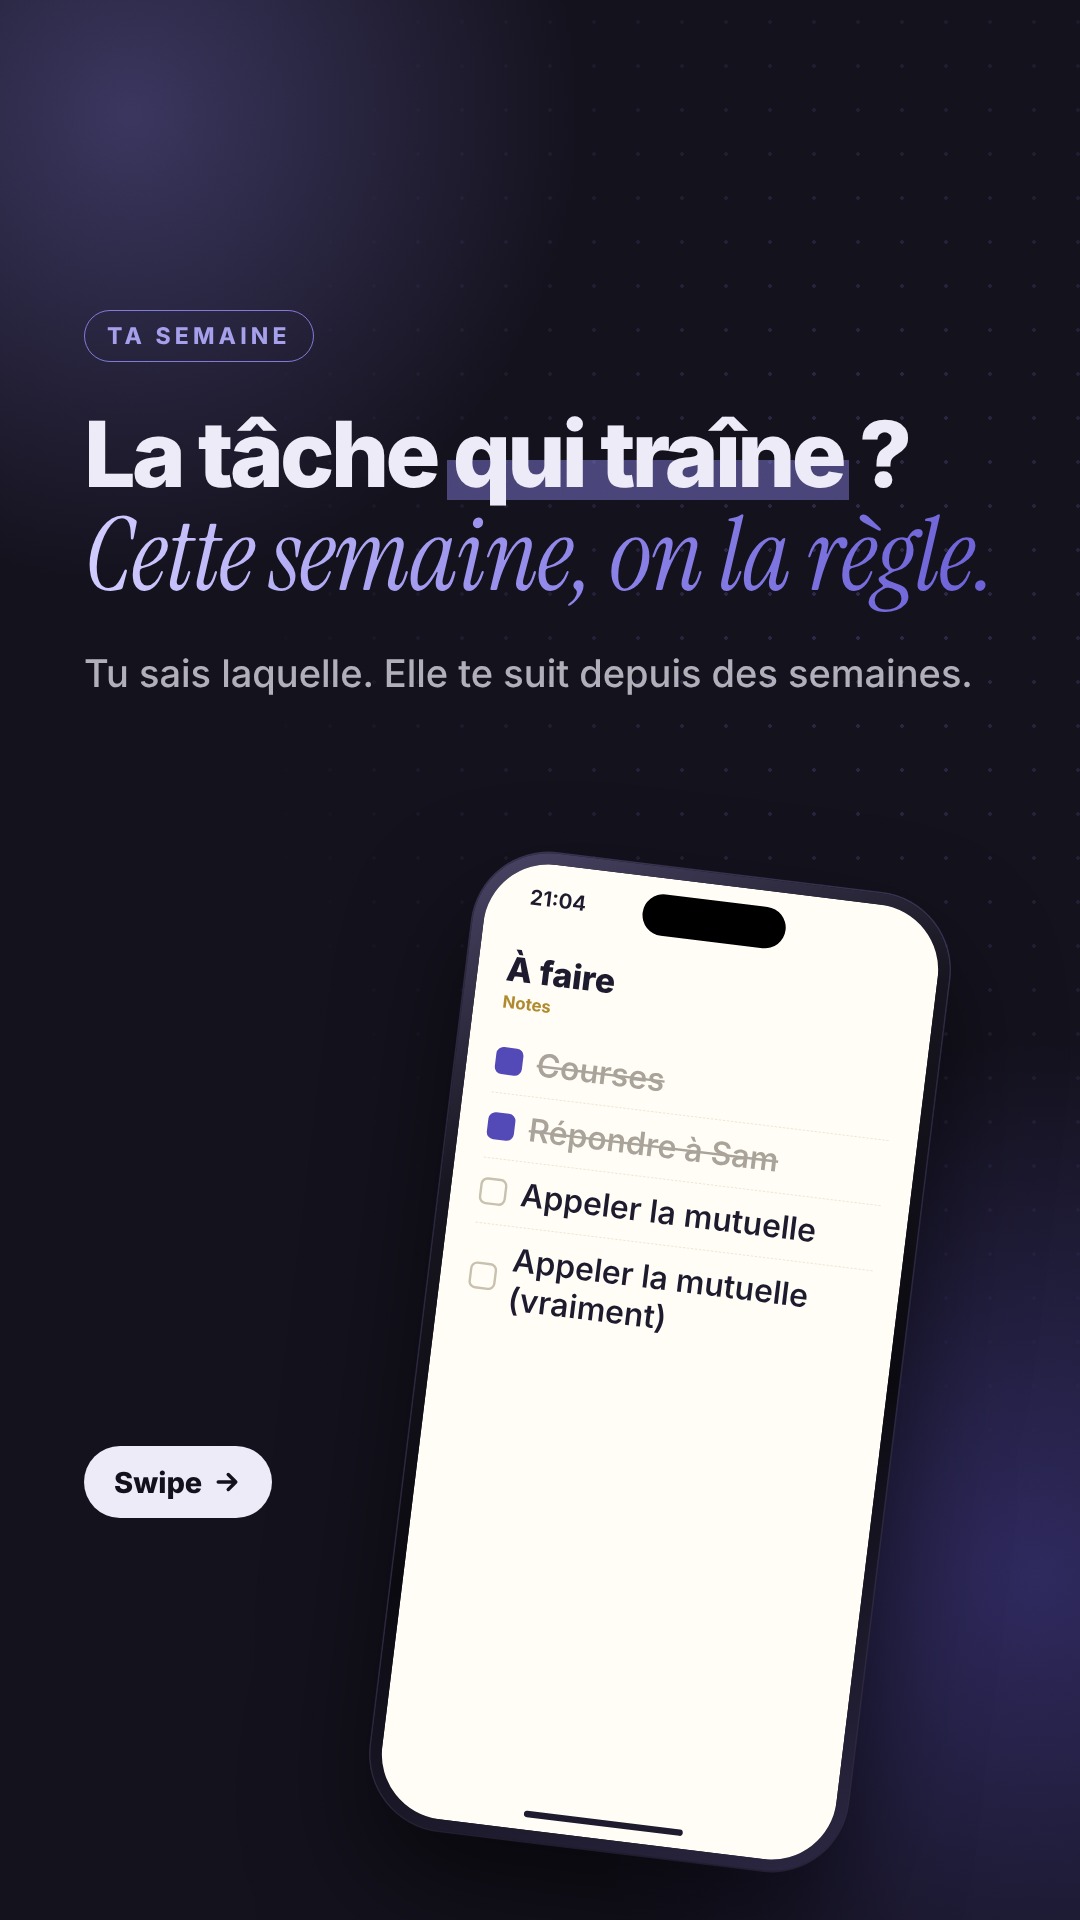 TA SEMAINE
La tâche qui traîne ?
Cette semaine, on la règle.
Tu sais laquelle. Elle te suit depuis des semaines.
21:04
À faire
Notes
Courses
Répondre à Sam
Appeler la mutuelle
Appeler la mutuelle
(vraiment)
Swipe →